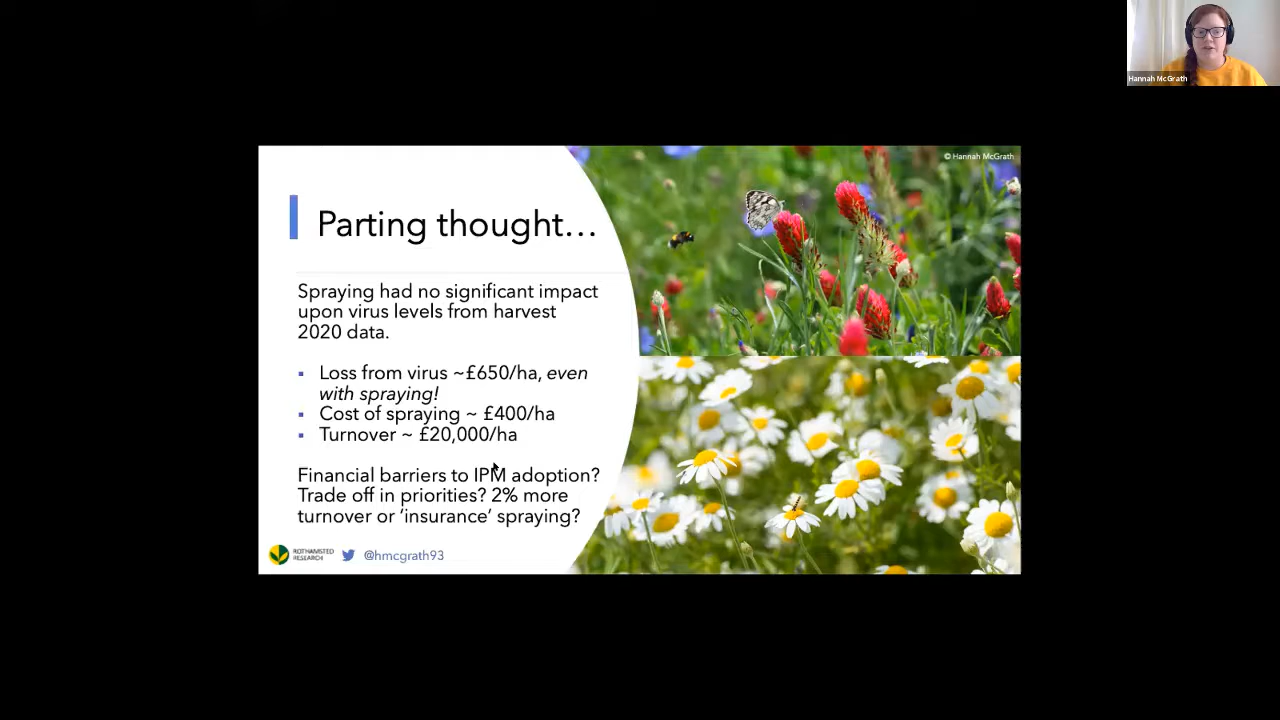 Hannah McGrath
© Hannah McGrath
Parting thought…
Spraying had no significant impact
upon virus levels from harvest
2020 data.
▪ Loss from virus ~£650/ha, even
with spraying!
▪ Cost of spraying ~ £400/ha
▪ Turnover ~ £20,000/ha
Financial barriers to IPM adoption?
Trade off in priorities? 2% more
turnover or ‘insurance’ spraying?
ROTHAMSTED
RESEARCH
@hmcgrath93